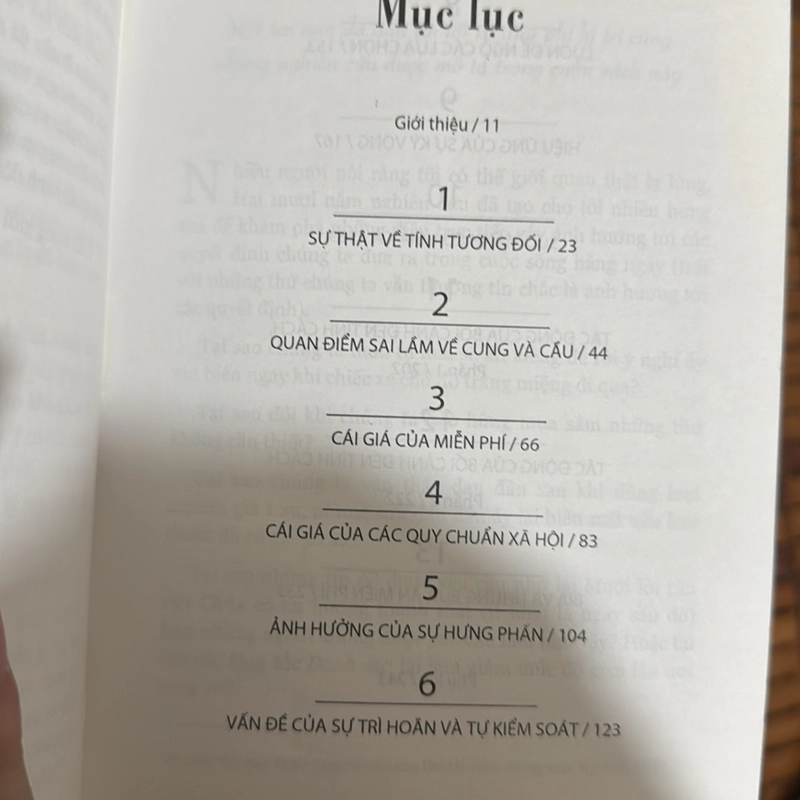 Mục lục
Giới thiệu / 11
1
SỰ THẬT VỀ TÍNH TƯƠNG ĐỐI / 23
2
QUAN ĐIỂM SAI LẦM VỀ CUNG VÀ CẦU / 44
3
CÁI GIÁ CỦA MIỄN PHÍ / 66
4
CÁI GIÁ CỦA CÁC QUY CHUẨN XÃ HỘI / 83
5
ẢNH HƯỞNG CỦA SỰ HƯNG PHẤN / 104
6
VẤN ĐỀ CỦA SỰ TRÌ HOÃN VÀ TỰ KIỂM SOÁT / 123